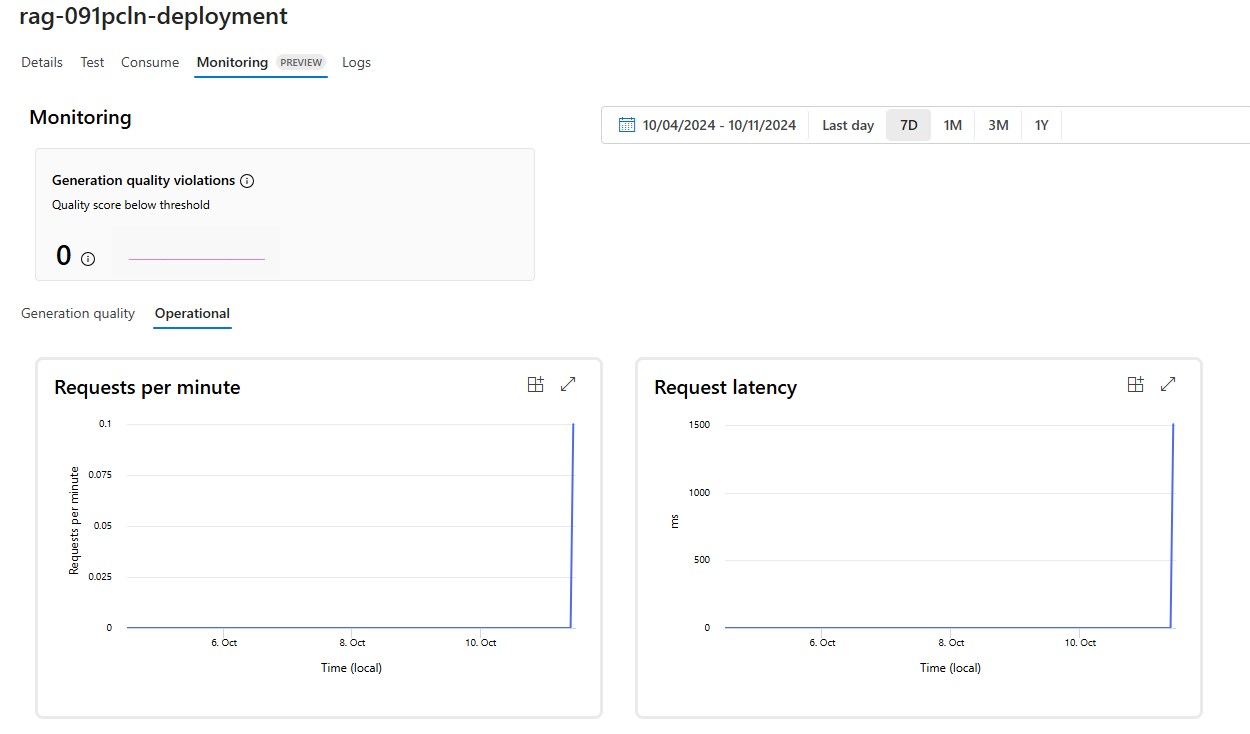 rag-091pcln-deployment
Details Test Consume Monitoring PREVIEW Logs
Monitoring
10/04/2024 - 10/11/2024 Last day 7D 1M 3M 1Y
Generation quality violations
Quality score below threshold
0
Generation quality Operational
Requests per minute
0.1
0.075
0.05
0.025
0
Requests per minute
6. Oct 8. Oct 10. Oct
Time (local)
Request latency
1500
1000
500
0
ms
6. Oct 8. Oct 10. Oct
Time (local)